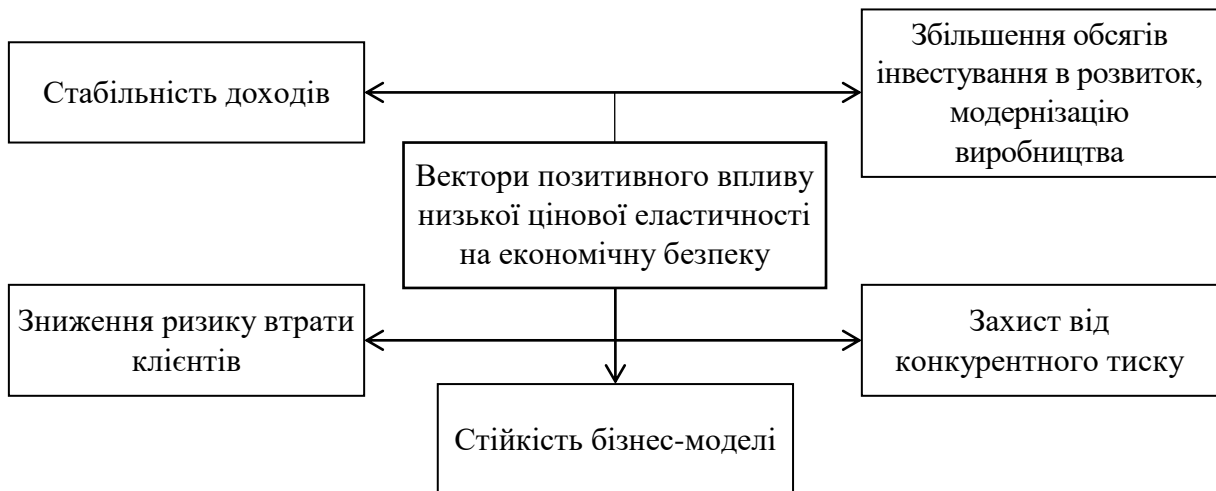 Стабільність доходів
Збільшення обсягів
інвестування в розвиток,
модернізацію
виробництва
Вектори позитивного впливу
низької цінової еластичності
на економічну безпеку
Зниження ризику втрати
клієнтів
Захист від
конкурентного тиску
Стійкість бізнес-моделі